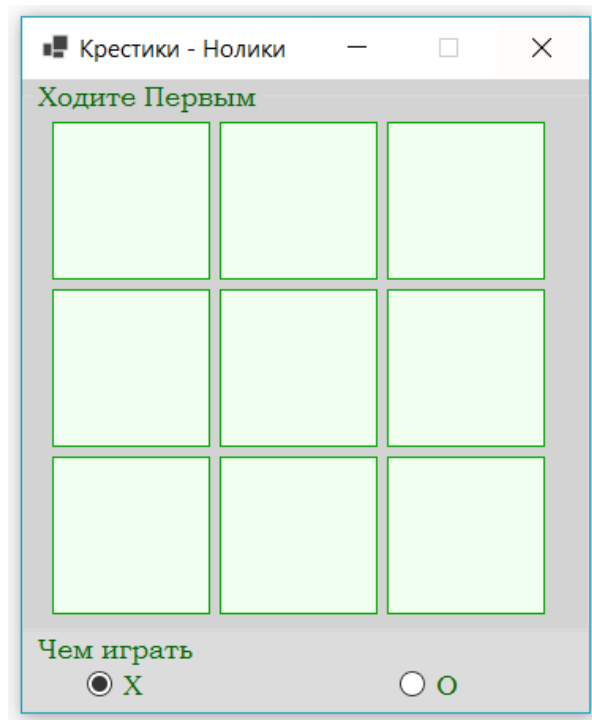 Крестики - Нолики
Ходите Первым
Чем играть
X
O